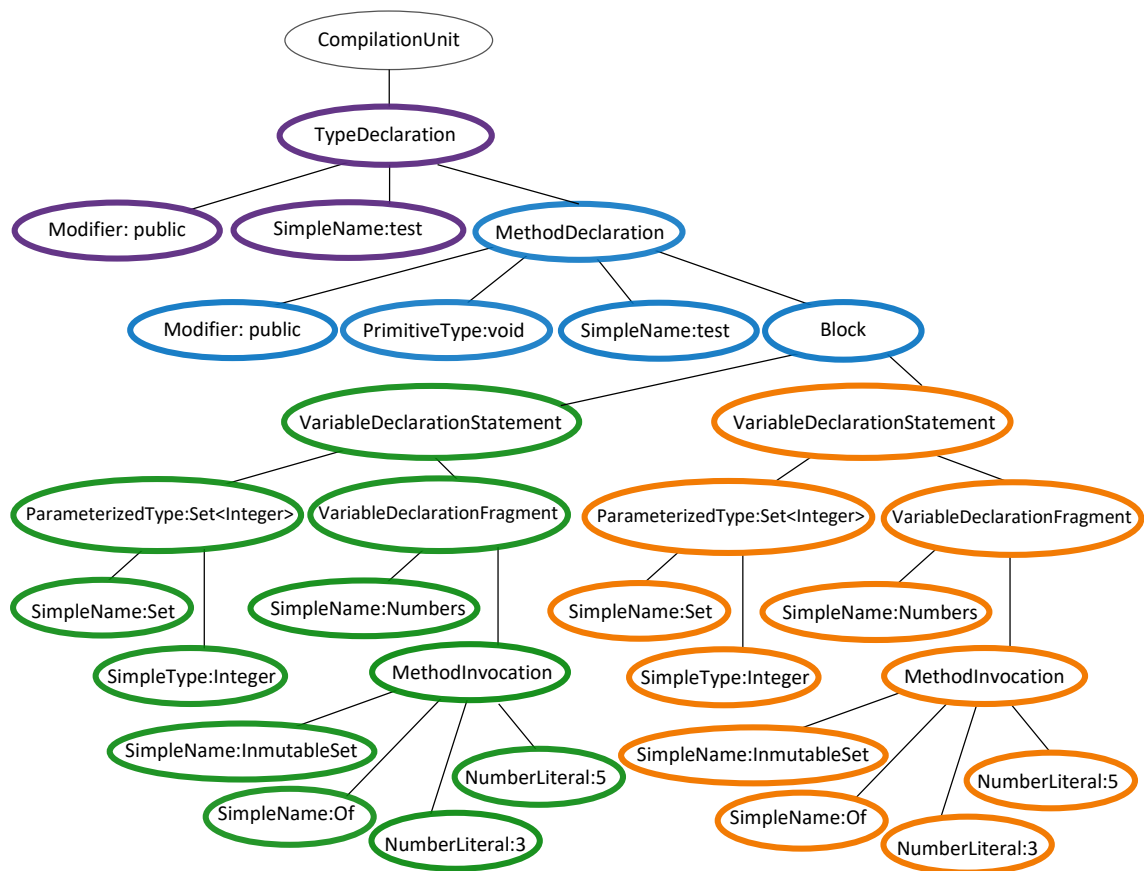 CompilationUnit
TypeDeclaration
Modifier: public
SimpleName:test
MethodDeclaration
Modifier: public
PrimitiveType:void
SimpleName:test
Block
VariableDeclarationStatement
VariableDeclarationStatement
ParameterizedType:Set<Integer>
VariableDeclarationFragment
ParameterizedType:Set<Integer>
VariableDeclarationFragment
SimpleName:Set
SimpleName:Numbers
SimpleName:Set
SimpleName:Numbers
SimpleType:Integer
MethodInvocation
SimpleType:Integer
MethodInvocation
SimpleName:InmutableSet
SimpleName:InmutableSet
NumberLiteral:5
NumberLiteral:5
SimpleName:Of
SimpleName:Of
NumberLiteral:3
NumberLiteral:3